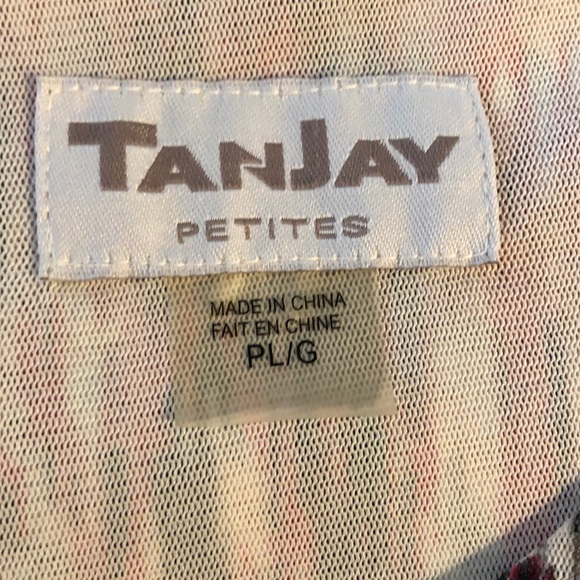 TANJAY
PETITES
MADE IN CHINA
FAIT EN CHINE
PL/G